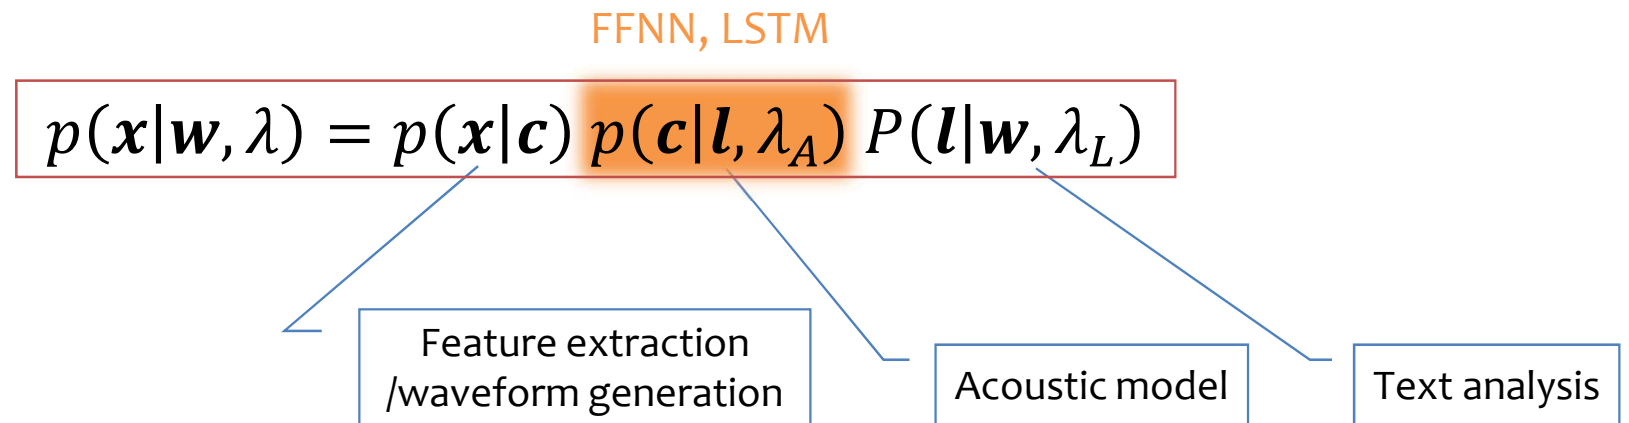 FFNN, LSTM
p(x|w, λ) = p(x|c) p(c|l, λ_A) P(l|w, λ_L)
Feature extraction
/waveform generation
Acoustic model
Text analysis